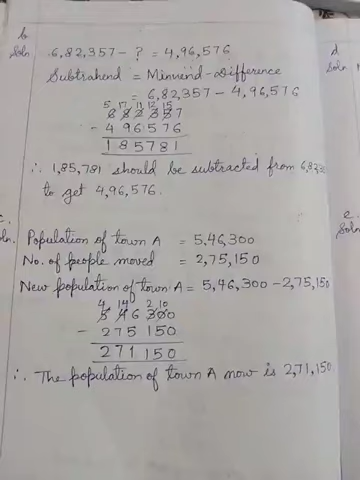 b
Soln. 6,82,357 - ? = 4,96,576
Subtrahend = Minuend - Difference
= 6,82,357 - 4,96,576
5 17 11 12 15
6 8 2 3 5 7
- 4 9 6 5 7 6
1 8 5 7 8 1
∴ 1,85,781 should be subtracted from 6,82,3
to get 4,96,576.
c.
Soln. Population of town A = 5,46,300
No. of people moved = 2,75,150
New population of town A = 5,46,300 - 2,75,150
4 14 2 10
5 4 6 3 0 0
- 2 7 5 1 5 0
2 7 1 1 5 0
∴ The population of town A now is 2,71,150
d
Soln
e.
Soln